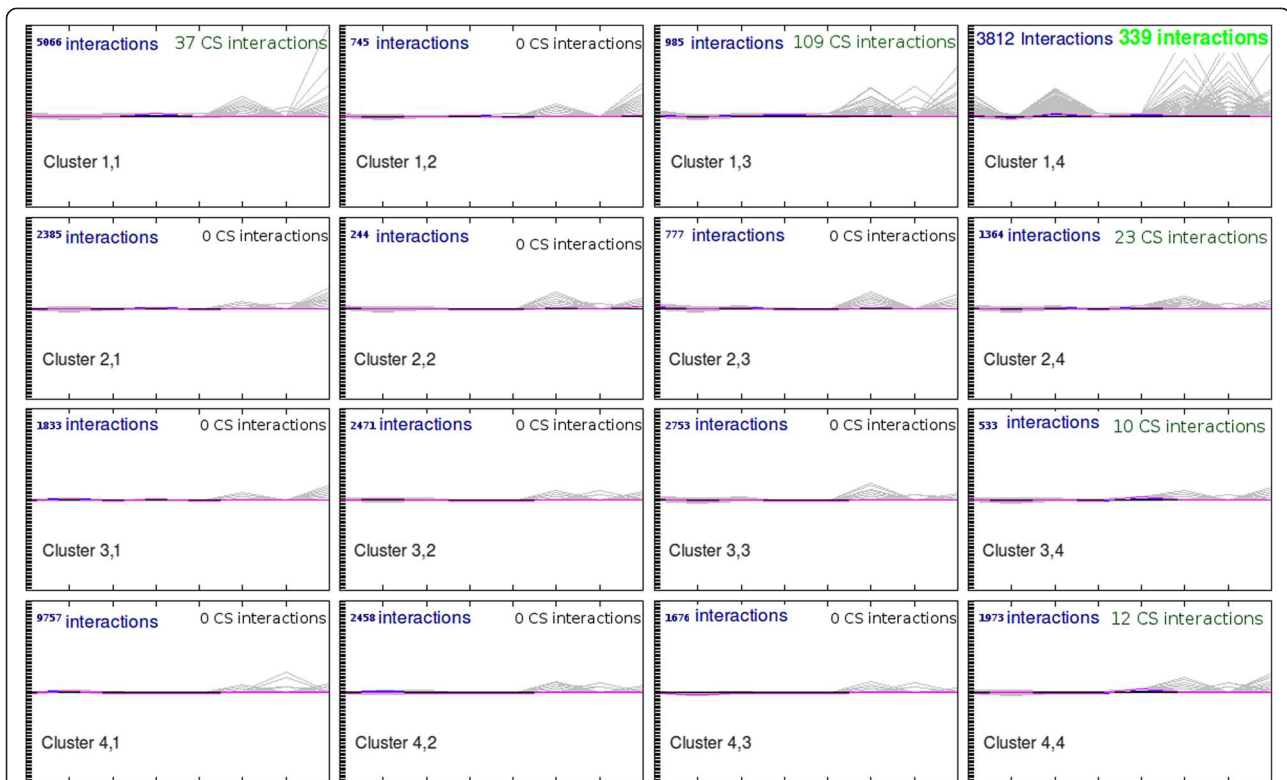 5066 interactions 37 CS interactions
745 interactions 0 CS interactions
985 interactions 109 CS interactions
3812 Interactions 339 interactions
Cluster 1,1
Cluster 1,2
Cluster 1,3
Cluster 1,4
2385 interactions 0 CS interactions
244 interactions 0 CS interactions
777 interactions 0 CS interactions
1364 interactions 23 CS interactions
Cluster 2,1
Cluster 2,2
Cluster 2,3
Cluster 2,4
1833 interactions 0 CS interactions
2471 interactions 0 CS interactions
2753 interactions 0 CS interactions
533 interactions 10 CS interactions
Cluster 3,1
Cluster 3,2
Cluster 3,3
Cluster 3,4
9757 interactions 0 CS interactions
2458 interactions 0 CS interactions
1676 interactions 0 CS interactions
1973 interactions 12 CS interactions
Cluster 4,1
Cluster 4,2
Cluster 4,3
Cluster 4,4